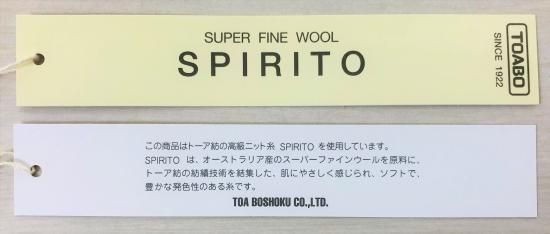 SUPER FINE WOOL
SPIRITO
TOABO
SINCE 1922
この商品はトーア紡の高級ニット糸 SPIRITO を使用しています。
SPIRITO は、オーストラリア産のスーパーファインウールを原料に、
トーア紡の紡績技術を結集した、肌にやさしく感じられ、ソフトで、
豊かな発色性のある糸です。
TOA BOSHOKU CO.,LTD.